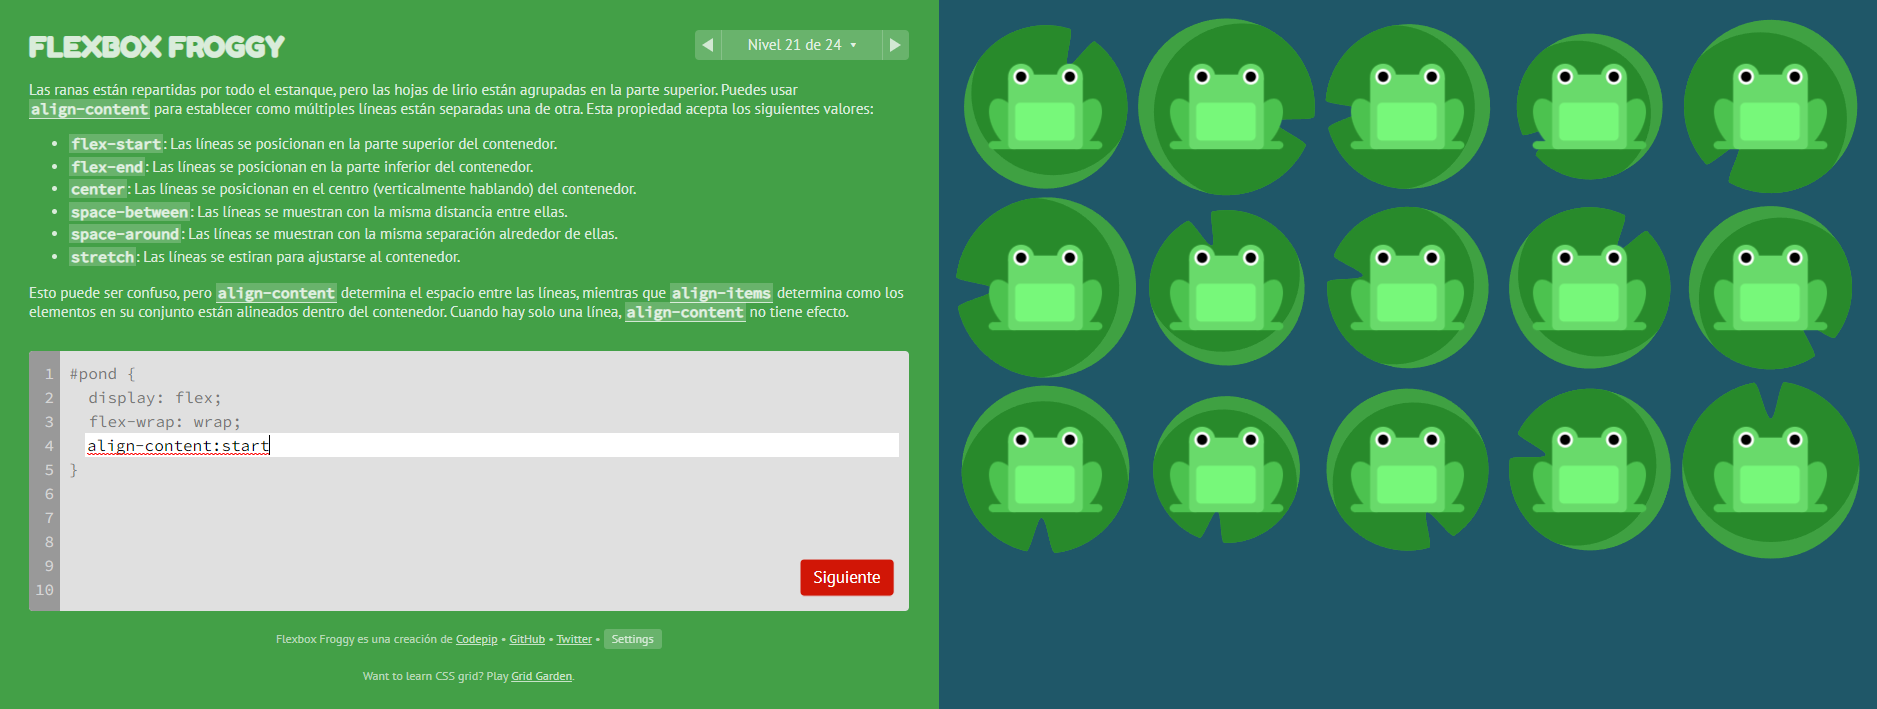 FLEXBOX FROGGY
Nivel 21 de 24
Las ranas están repartidas por todo el estanque, pero las hojas de lirio están agrupadas en la parte superior. Puedes usar
align-content para establecer como múltiples líneas están separadas una de otra. Esta propiedad acepta los siguientes valores:
• flex-start: Las líneas se posicionan en la parte superior del contenedor.
• flex-end: Las líneas se posicionan en la parte inferior del contenedor.
• center: Las líneas se posicionan en el centro (verticalmente hablando) del contenedor.
• space-between: Las líneas se muestran con la misma distancia entre ellas.
• space-around: Las líneas se muestran con la misma separación alrededor de ellas.
• stretch: Las líneas se estiran para ajustarse al contenedor.
Esto puede ser confuso, pero align-content determina el espacio entre las líneas, mientras que align-items determina como los
elementos en su conjunto están alineados dentro del contenedor. Cuando hay solo una línea, align-content no tiene efecto.
1 #pond {
2 display: flex;
3 flex-wrap: wrap;
4 align-content:start
5 }
6
7
8
9
10
Siguiente
Flexbox Froggy es una creación de Codepip • GitHub • Twitter • Settings
Want to learn CSS grid? Play Grid Garden.